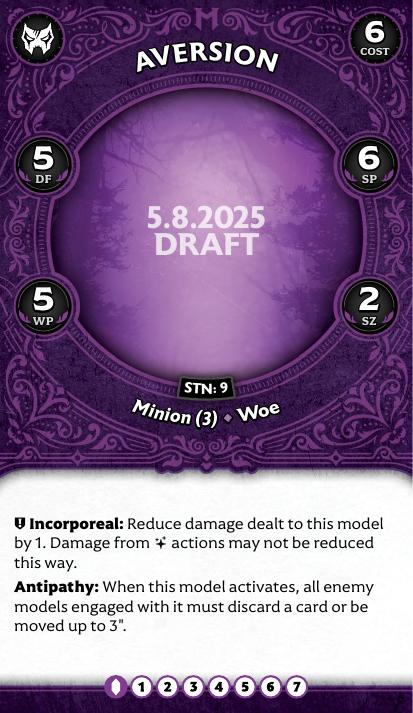 6
COST
AVERSION
5
DF
6
SP
5.8.2025
DRAFT
5
WP
2
SZ
STN: 9
Minion (3) ⬥ Woe
Incorporeal: Reduce damage dealt to this model
by 1. Damage from actions may not be reduced
this way.
Antipathy: When this model activates, all enemy
models engaged with it must discard a card or be
moved up to 3".
1 2 3 4 5 6 7